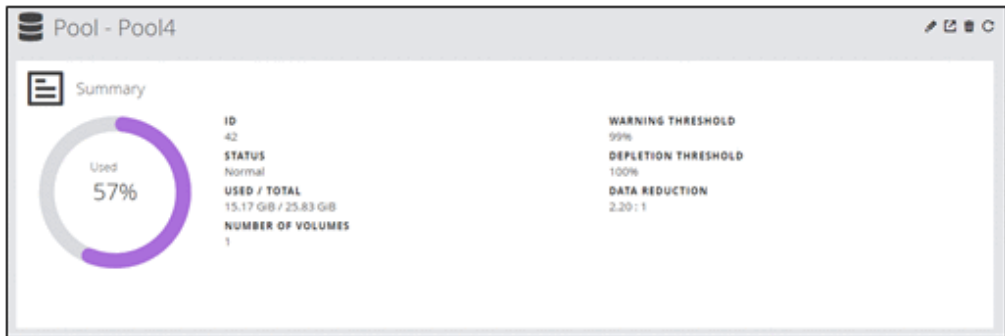 Pool - Pool4
Summary
Used
57%
ID
42
STATUS
Normal
USED / TOTAL
15.17 GiB / 25.83 GiB
NUMBER OF VOLUMES
1
WARNING THRESHOLD
99%
DEPLETION THRESHOLD
100%
DATA REDUCTION
2.20 : 1